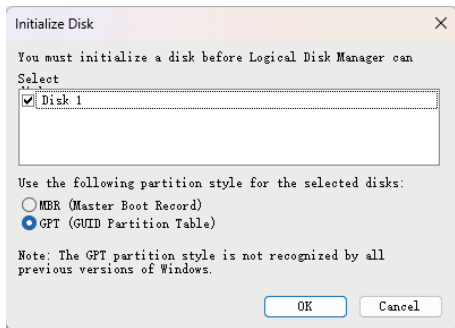 Initialize Disk
You must initialize a disk before Logical Disk Manager can
Select
Disk 1
Use the following partition style for the selected disks:
MBR (Master Boot Record)
GPT (GUID Partition Table)
Note: The GPT partition style is not recognized by all
previous versions of Windows.
OK
Cancel